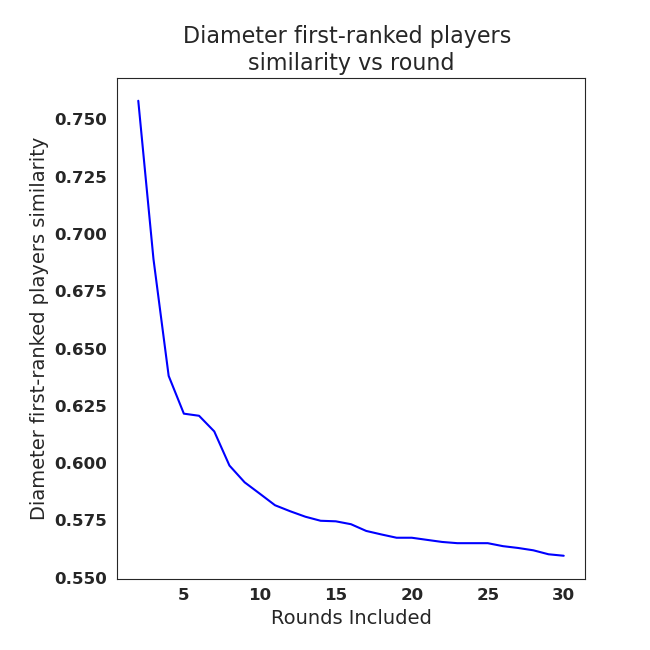 Diameter first-ranked players
similarity vs round
Diameter first-ranked players similarity
0.750
0.725
0.700
0.675
0.650
0.625
0.600
0.575
0.550
5 10 15 20 25 30
Rounds Included